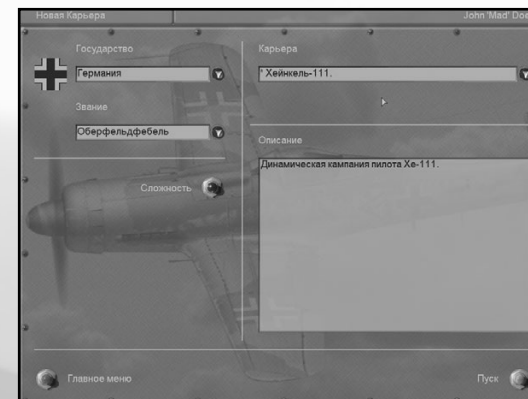 Новая Карьера
John 'Mad' Doe
Государство
Германия
Звание
Оберфельдфебель
Сложность
Карьера
* Хейнкель-111.
Описание
Динамическая кампания пилота Хе-111.
Главное меню
Пуск